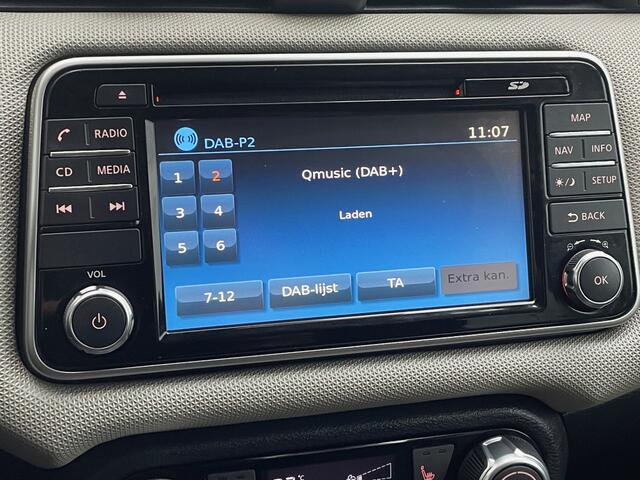 SD
RADIO
CD MEDIA
VOL
DAB-P2 11:07
1 2
3 4
5 6
Qmusic (DAB+)
Laden
7-12 DAB-lijst TA Extra kan.
MAP
NAV INFO
SETUP
BACK
OK
°C